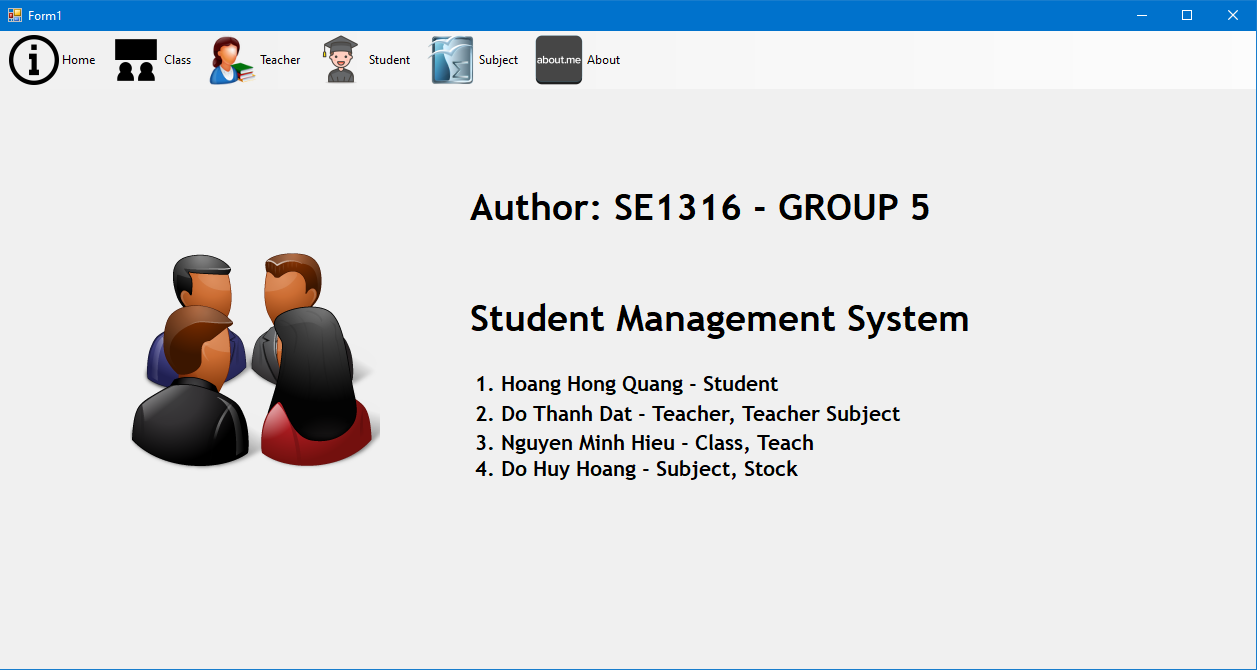 Form1
Home Class Teacher Student Subject about.me About
Author: SE1316 - GROUP 5
Student Management System
1. Hoang Hong Quang - Student
2. Do Thanh Dat - Teacher, Teacher Subject
3. Nguyen Minh Hieu - Class, Teach
4. Do Huy Hoang - Subject, Stock